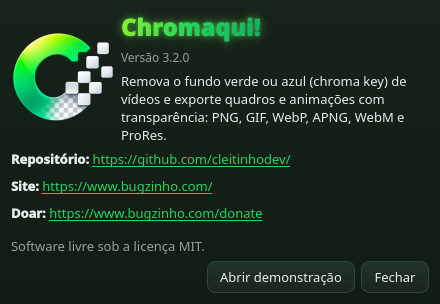 Chromaqui!
Versão 3.2.0
Remova o fundo verde ou azul (chroma key) de
vídeos e exporte quadros e animações com
transparência: PNG, GIF, WebP, APNG, WebM e
ProRes.
Repositório: https://github.com/cleitinhodev/
Site: https://www.bugzinho.com/
Doar: https://www.bugzinho.com/donate
Software livre sob a licença MIT.
Abrir demonstração
Fechar